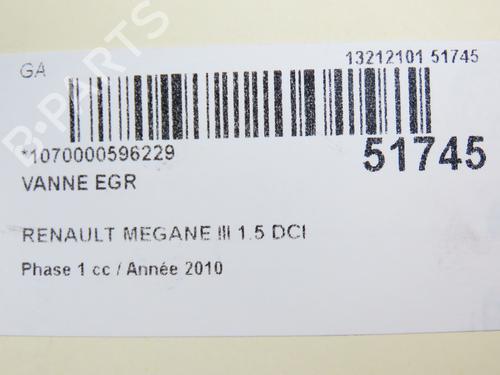 GA
13212101 51745
*1070000596229
51745
VANNE EGR
RENAULT MEGANE III 1.5 DCI
Phase 1 cc / Année 2010
B-PARTS